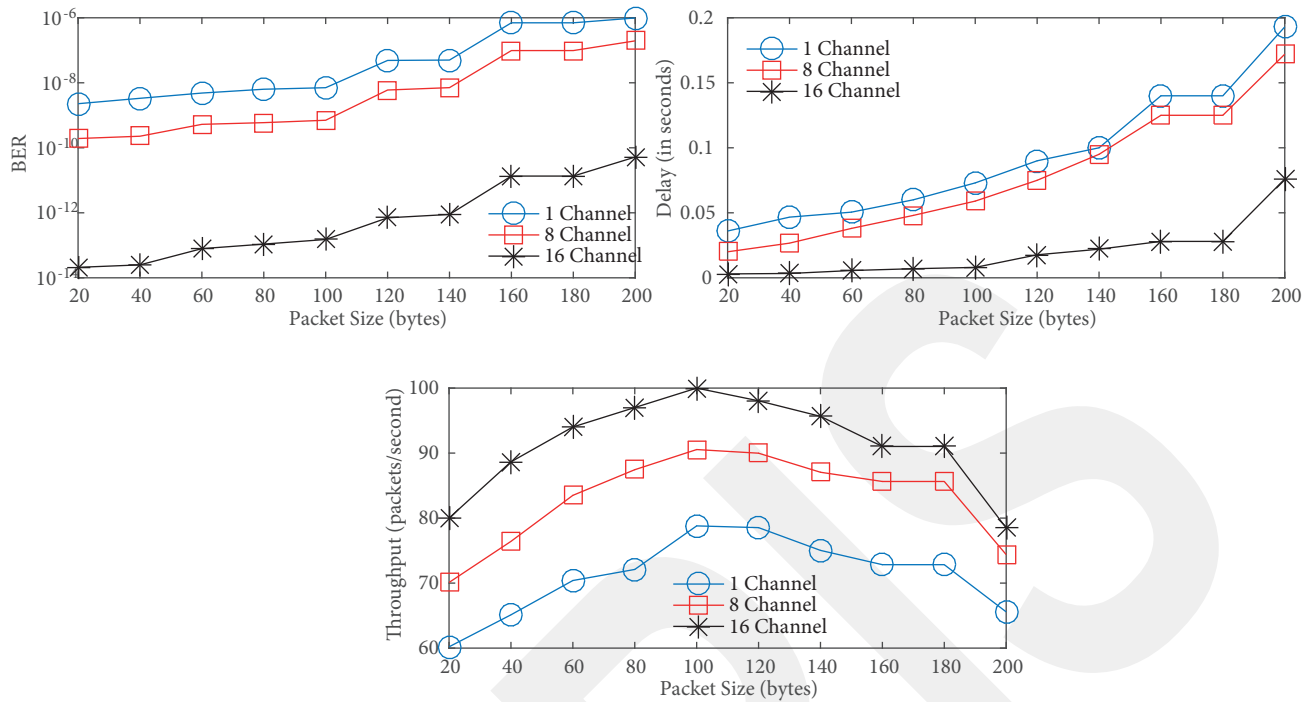 10^-6
10^-8
10^-10
10^-12
10^-14
BER
20 40 60 80 100 120 140 160 180 200
Packet Size (bytes)
1 Channel
8 Channel
16 Channel
0.2
0.15
0.1
0.05
0
Delay (in seconds)
1 Channel
8 Channel
16 Channel
20 40 60 80 100 120 140 160 180 200
Packet Size (bytes)
100
90
80
70
60
Throughput (packets/second)
1 Channel
8 Channel
16 Channel
20 40 60 80 100 120 140 160 180 200
Packet Size (bytes)